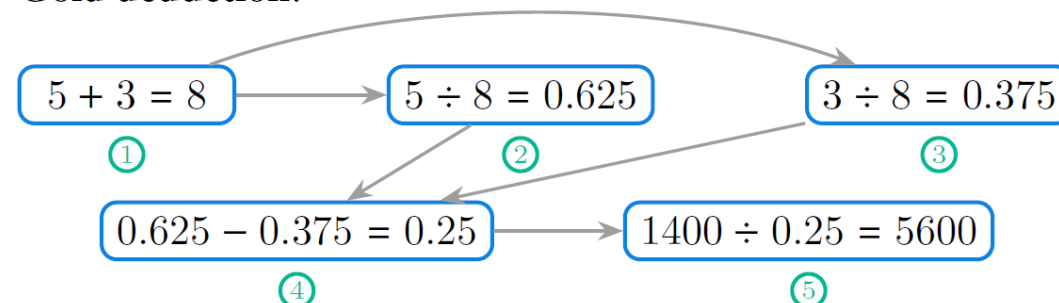 5 + 3 = 8 5 ÷ 8 = 0.625 3 ÷ 8 = 0.375
① ② ③
0.625 − 0.375 = 0.25 1400 ÷ 0.25 = 5600
④ ⑤